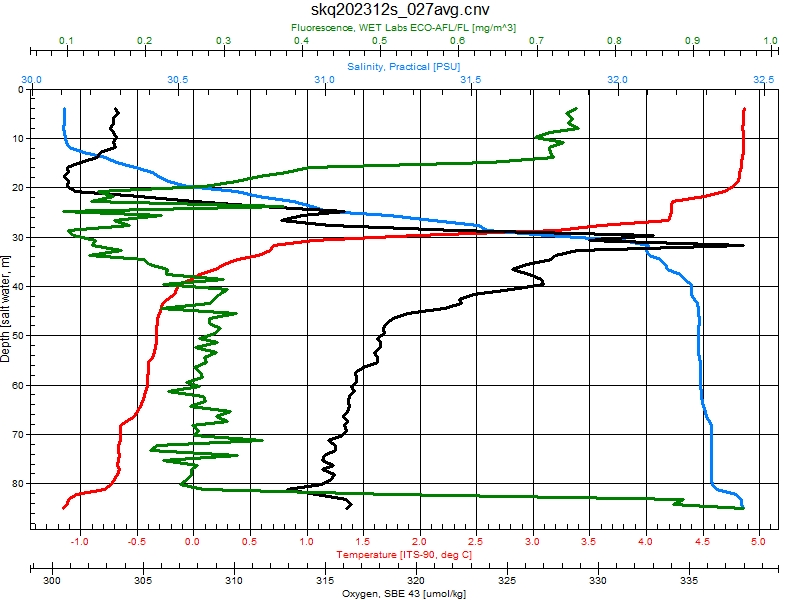 skq202312s_027avg.cnv
Fluorescence, WET Labs ECO-AFL/FL [mg/m^3]
0.1 0.2 0.3 0.4 0.5 0.6 0.7 0.8 0.9 1.0
Salinity, Practical [PSU]
30.0 30.5 31.0 31.5 32.0 32.5
0
10
20
30
40
50
60
70
80
Depth [salt water, m]
-1.0 -0.5 0.0 0.5 1.0 1.5 2.0 2.5 3.0 3.5 4.0 4.5 5.0
Temperature [ITS-90, deg C]
300 305 310 315 320 325 330 335
Oxygen, SBE 43 [umol/kg]